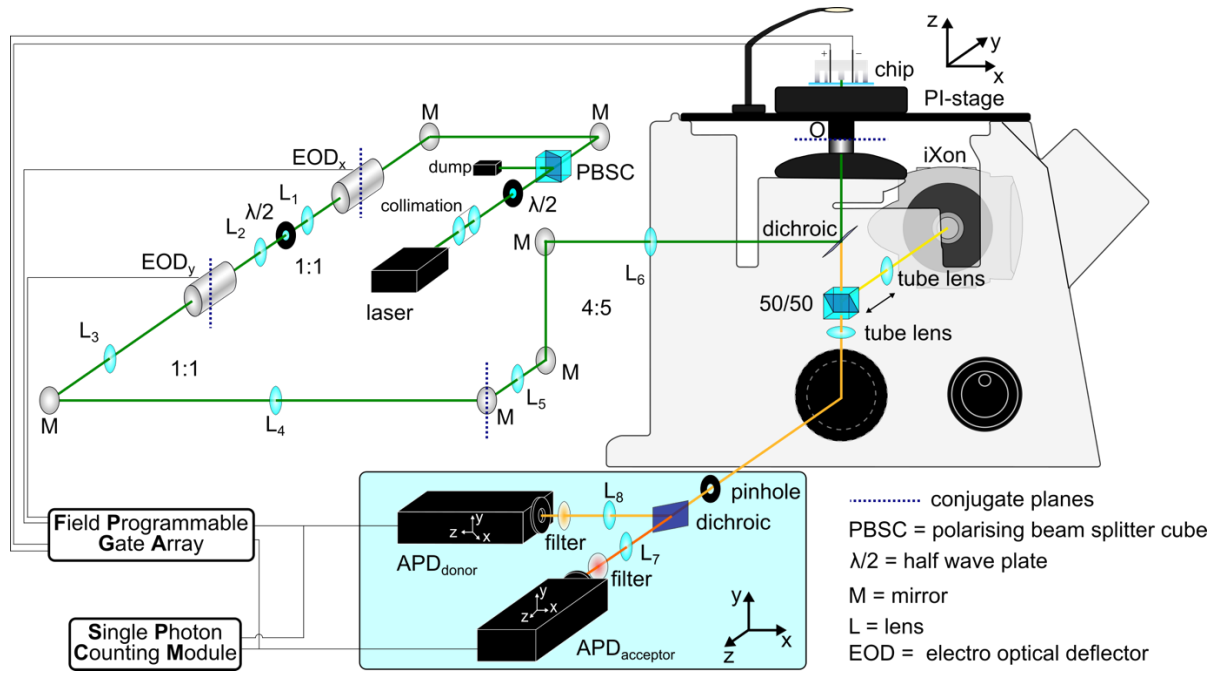 z
y
x
+
−
chip
PI-stage
O
iXon
M
M
EODx
dump
PBSC
L1
λ/2
collimation
λ/2
L2
1:1
M
dichroic
EODy
L6
laser
4:5
50/50
tube lens
tube lens
L3
1:1
M
L5
M
M
L4
pinhole
L8
dichroic
conjugate planes
PBSC = polarising beam splitter cube
λ/2 = half wave plate
M = mirror
L = lens
EOD = electro optical deflector
Field Programmable
Gate Array
y
z
x
filter
APDdonor
L7
filter
y
x
z
APDacceptor
y
x
z
Single Photon
Counting Module